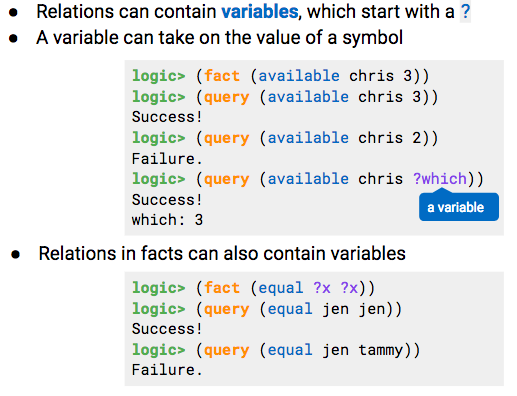 ● Relations can contain variables, which start with a ?
● A variable can take on the value of a symbol
logic> (fact (available chris 3))
logic> (query (available chris 3))
Success!
logic> (query (available chris 2))
Failure.
logic> (query (available chris ?which))
Success!
a variable
which: 3
● Relations in facts can also contain variables
logic> (fact (equal ?x ?x))
logic> (query (equal jen jen))
Success!
logic> (query (equal jen tammy))
Failure.